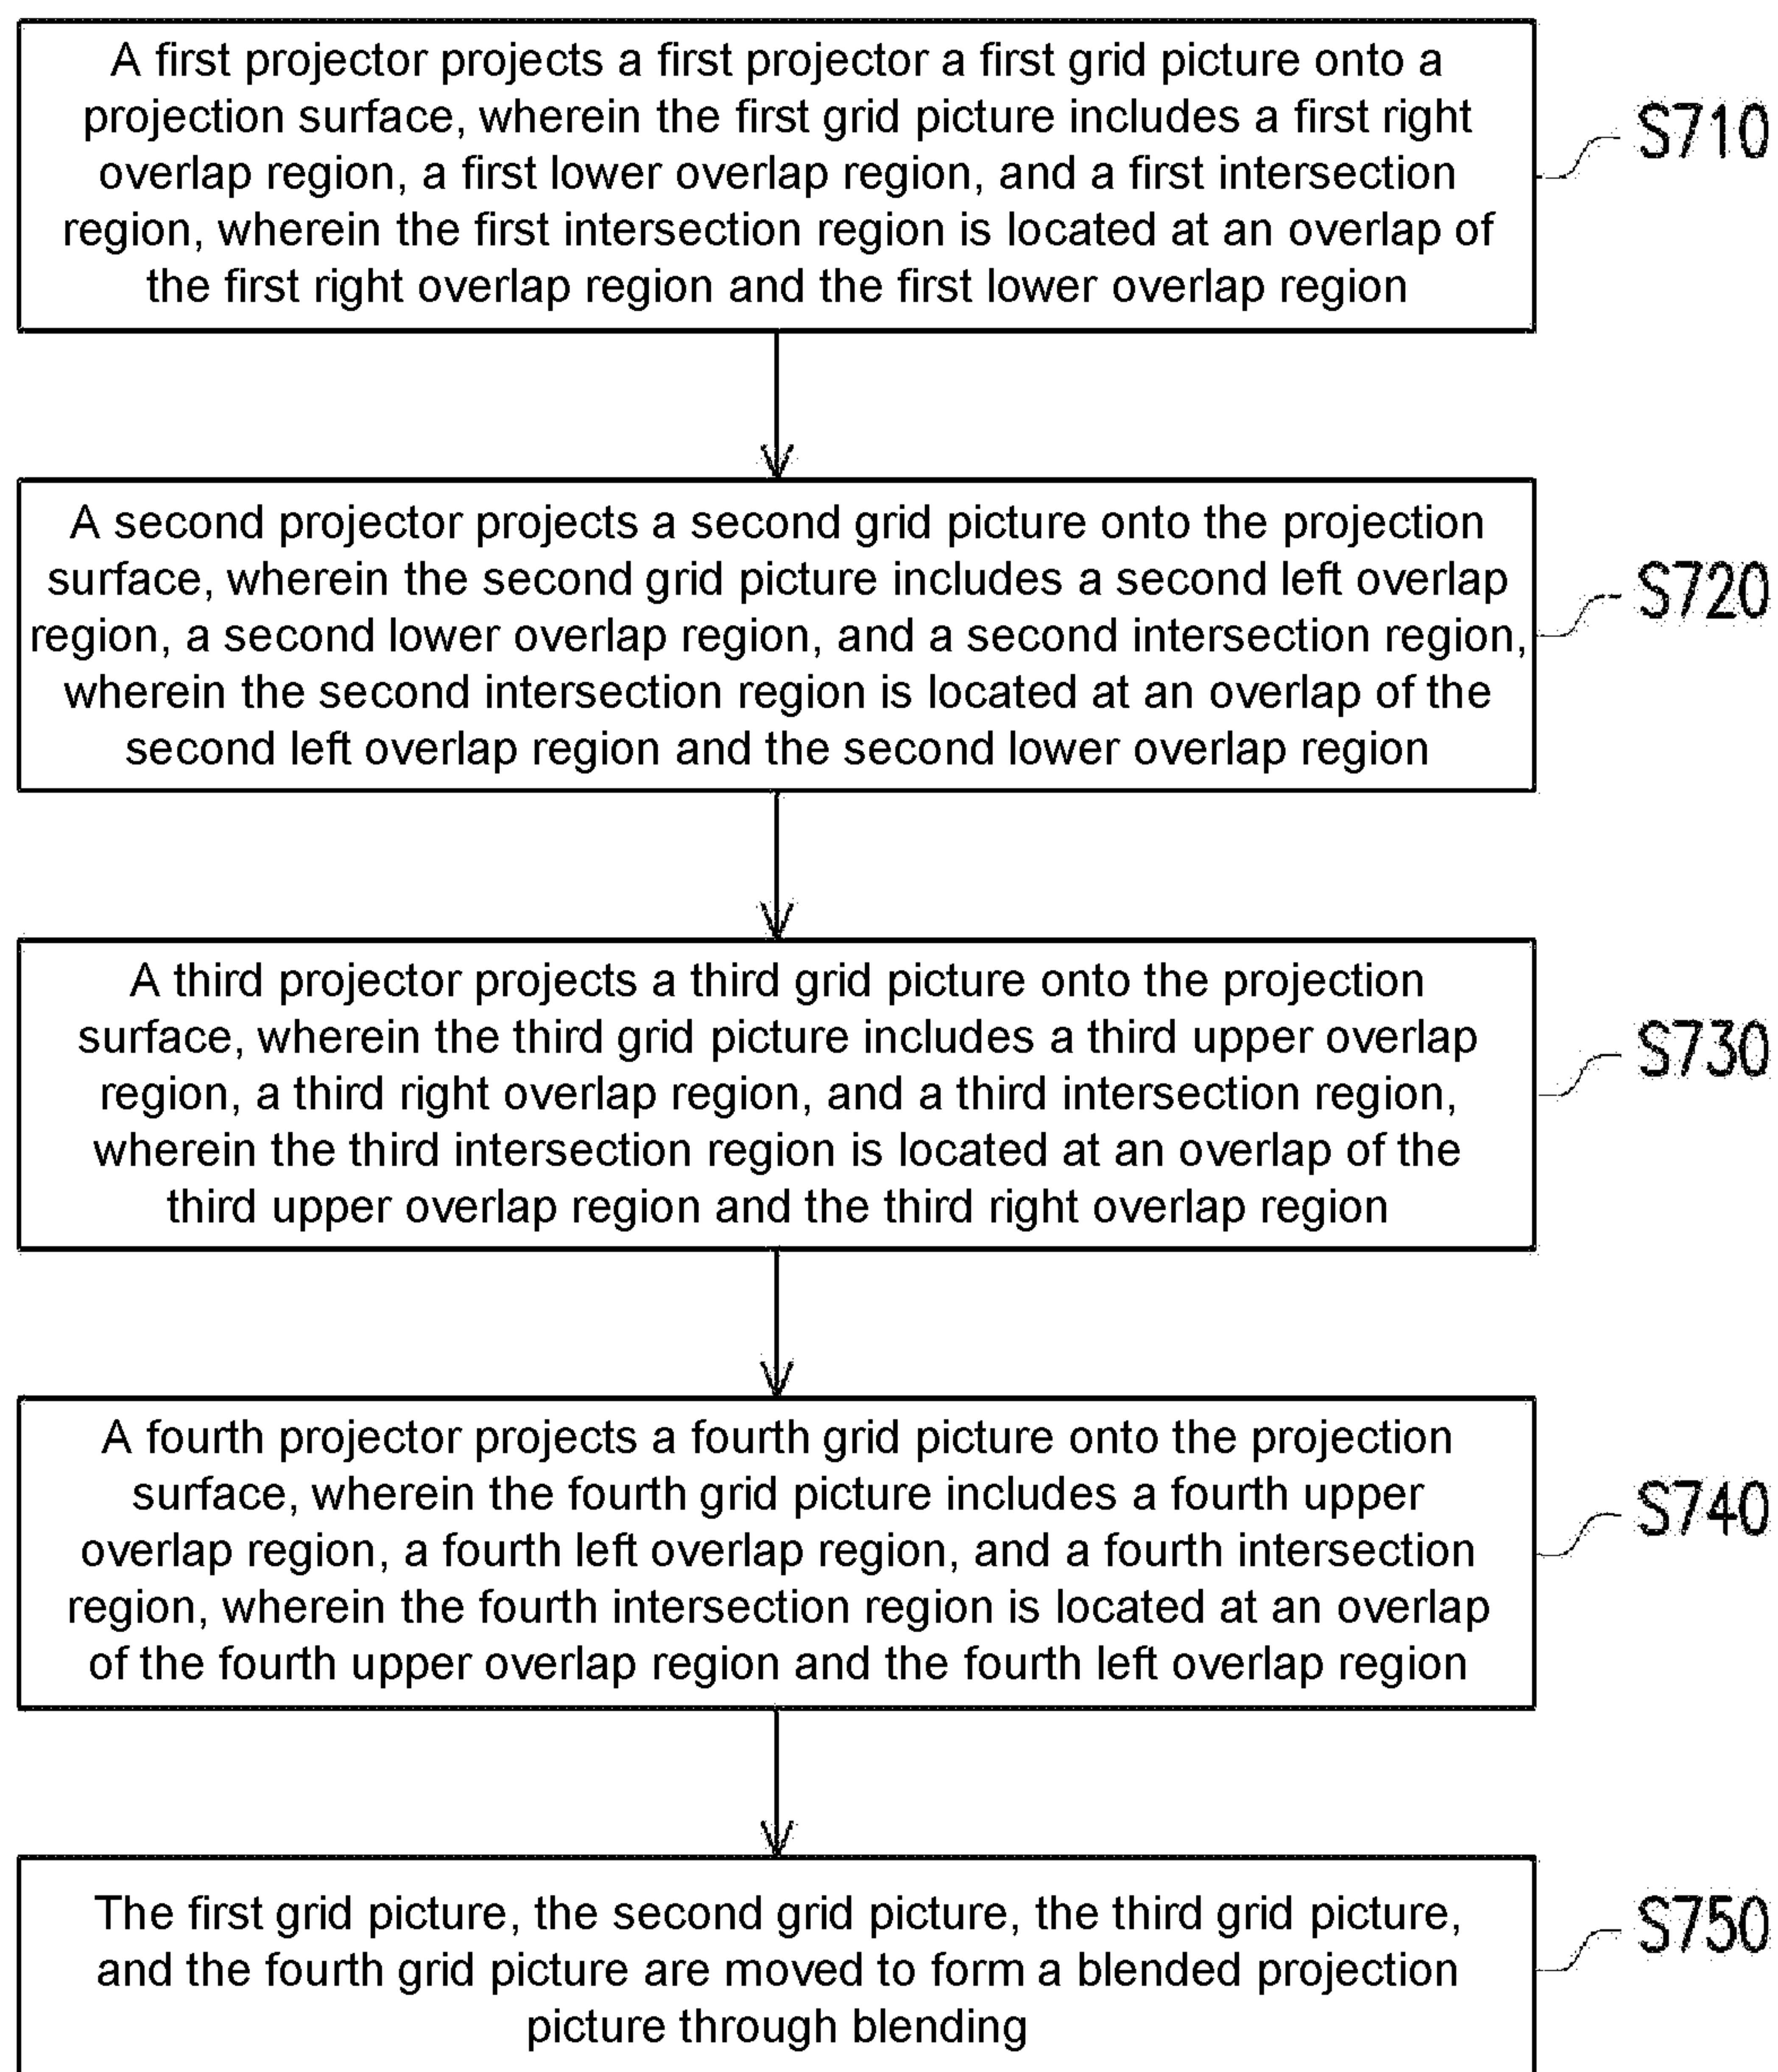 A first projector projects a first projector a first grid picture onto a
projection surface, wherein the first grid picture includes a first right
overlap region, a first lower overlap region, and a first intersection
region, wherein the first intersection region is located at an overlap of
the first right overlap region and the first lower overlap region
S710
A second projector projects a second grid picture onto the projection
surface, wherein the second grid picture includes a second left overlap
region, a second lower overlap region, and a second intersection region,
wherein the second intersection region is located at an overlap of the
second left overlap region and the second lower overlap region
S720
A third projector projects a third grid picture onto the projection
surface, wherein the third grid picture includes a third upper overlap
region, a third right overlap region, and a third intersection region,
wherein the third intersection region is located at an overlap of the
third upper overlap region and the third right overlap region
S730
A fourth projector projects a fourth grid picture onto the projection
surface, wherein the fourth grid picture includes a fourth upper
overlap region, a fourth left overlap region, and a fourth intersection
region, wherein the fourth intersection region is located at an overlap
of the fourth upper overlap region and the fourth left overlap region
S740
The first grid picture, the second grid picture, the third grid picture,
and the fourth grid picture are moved to form a blended projection
picture through blending
S750